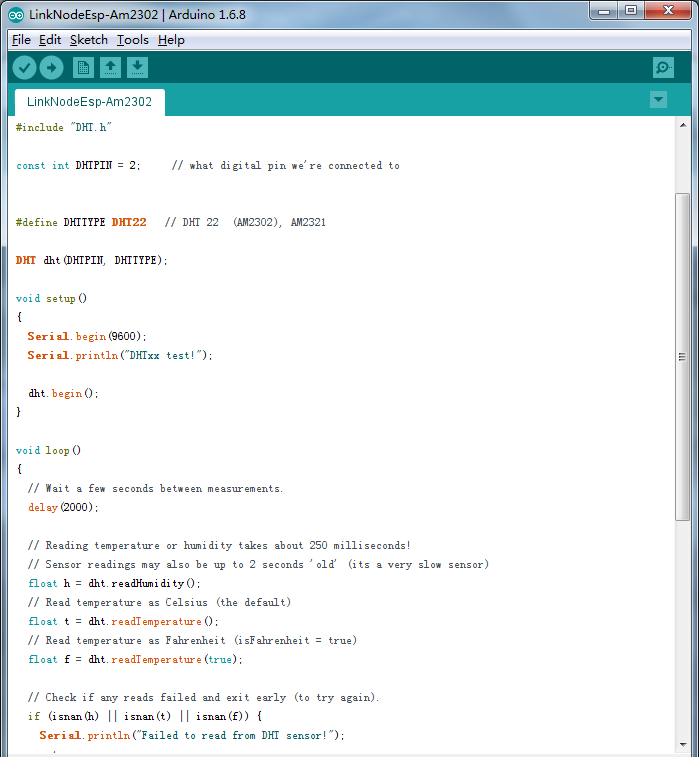 LinkNodeEsp-Am2302 | Arduino 1.6.8
File Edit Sketch Tools Help
LinkNodeEsp-Am2302
#include "DHT.h"
const int DHTPIN = 2;     // what digital pin we're connected to
#define DHTTYPE DHT22   // DHT 22  (AM2302), AM2321
DHT dht(DHTPIN, DHTTYPE);
void setup()
{
  Serial.begin(9600);
  Serial.println("DHTxx test!");
  dht.begin();
}
void loop()
{
  // Wait a few seconds between measurements.
  delay(2000);
  // Reading temperature or humidity takes about 250 milliseconds!
  // Sensor readings may also be up to 2 seconds 'old' (its a very slow sensor)
  float h = dht.readHumidity();
  // Read temperature as Celsius (the default)
  float t = dht.readTemperature();
  // Read temperature as Fahrenheit (isFahrenheit = true)
  float f = dht.readTemperature(true);
  // Check if any reads failed and exit early (to try again).
  if (isnan(h) || isnan(t) || isnan(f)) {
    Serial.println("Failed to read from DHT sensor!");